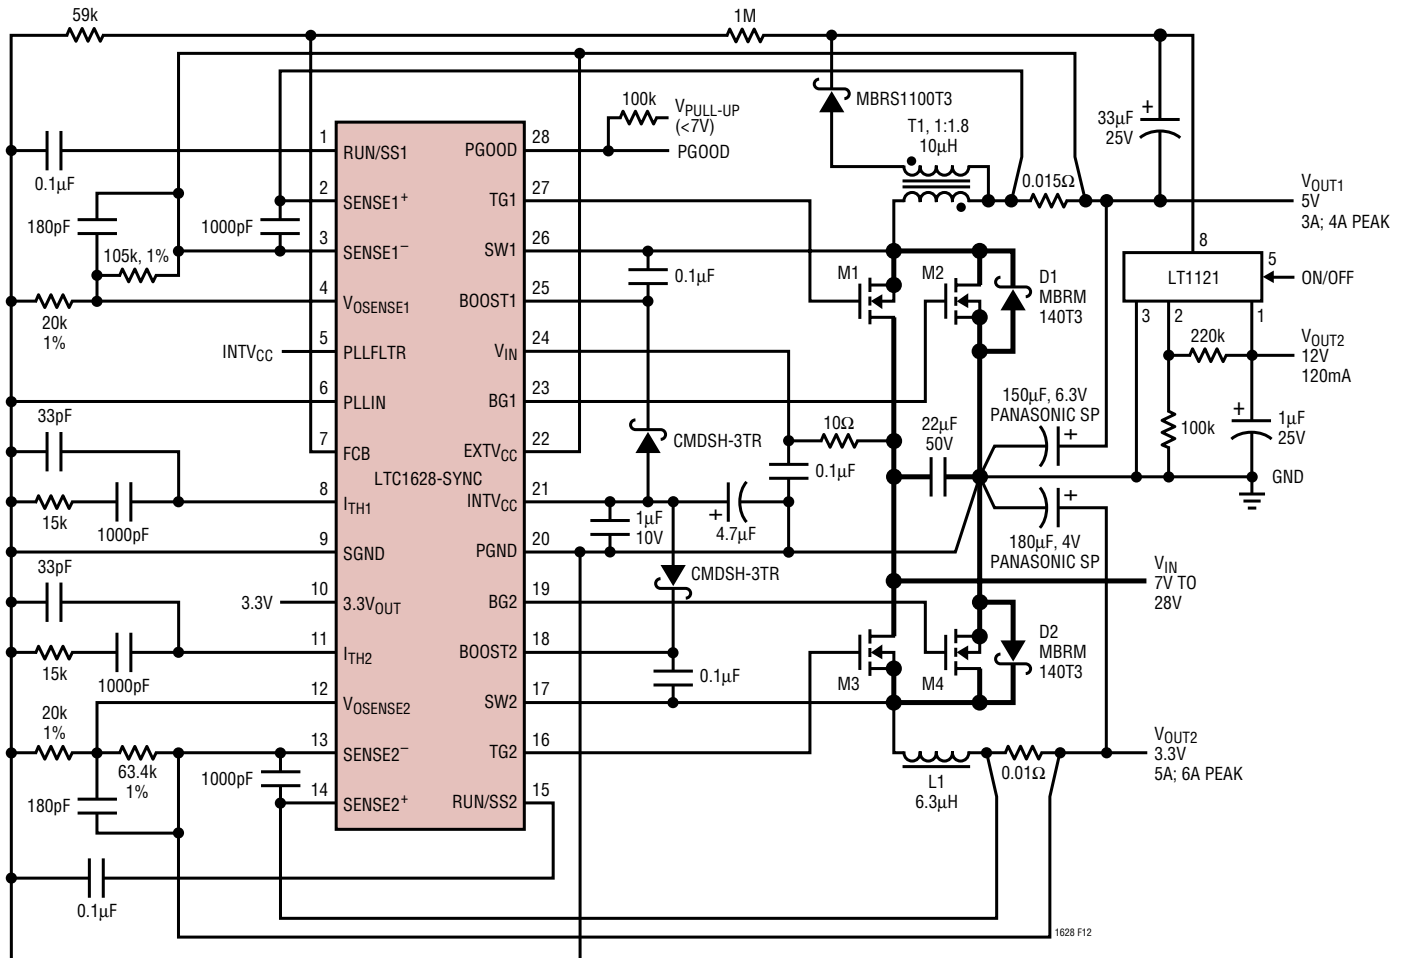 59k
1M
MBRS1100T3
33µF
25V
100k
VPULL-UP
(<7V)
PGOOD
T1, 1:1.8
10µH
0.015Ω
VOUT1
5V
3A; 4A PEAK
0.1µF
180pF
105k, 1%
1000pF
20k
1%
INTVCC
33pF
15k
1000pF
33pF
3.3V
15k
1000pF
20k
1%
63.4k
1%
180pF
1000pF
0.1µF
1
RUN/SS1
2
SENSE1+
3
SENSE1–
4
VOSENSE1
5
PLLFLTR
6
PLLIN
7
FCB
LTC1628-SYNC
8
ITH1
9
SGND
10
3.3VOUT
11
ITH2
12
VOSENSE2
13
SENSE2–
14
SENSE2+
PGOOD
28
TG1
27
SW1
26
BOOST1
25
VIN
24
BG1
23
EXTVCC
22
INTVCC
21
PGND
20
BG2
19
BOOST2
18
SW2
17
TG2
16
RUN/SS2
15
0.1µF
CMDSH-3TR
1µF
10V
+
4.7µF
CMDSH-3TR
0.1µF
10Ω
0.1µF
M1
M2
D1
MBRM
140T3
22µF
50V
150µF, 6.3V
PANASONIC SP
+
+
180µF, 4V
PANASONIC SP
+
8
LT1121
5
ON/OFF
3
2
1
220k
VOUT2
12V
120mA
100k
+
1µF
25V
GND
VIN
7V TO
28V
M3
M4
D2
MBRM
140T3
L1
6.3µH
0.01Ω
VOUT2
3.3V
5A; 6A PEAK
1628 F12